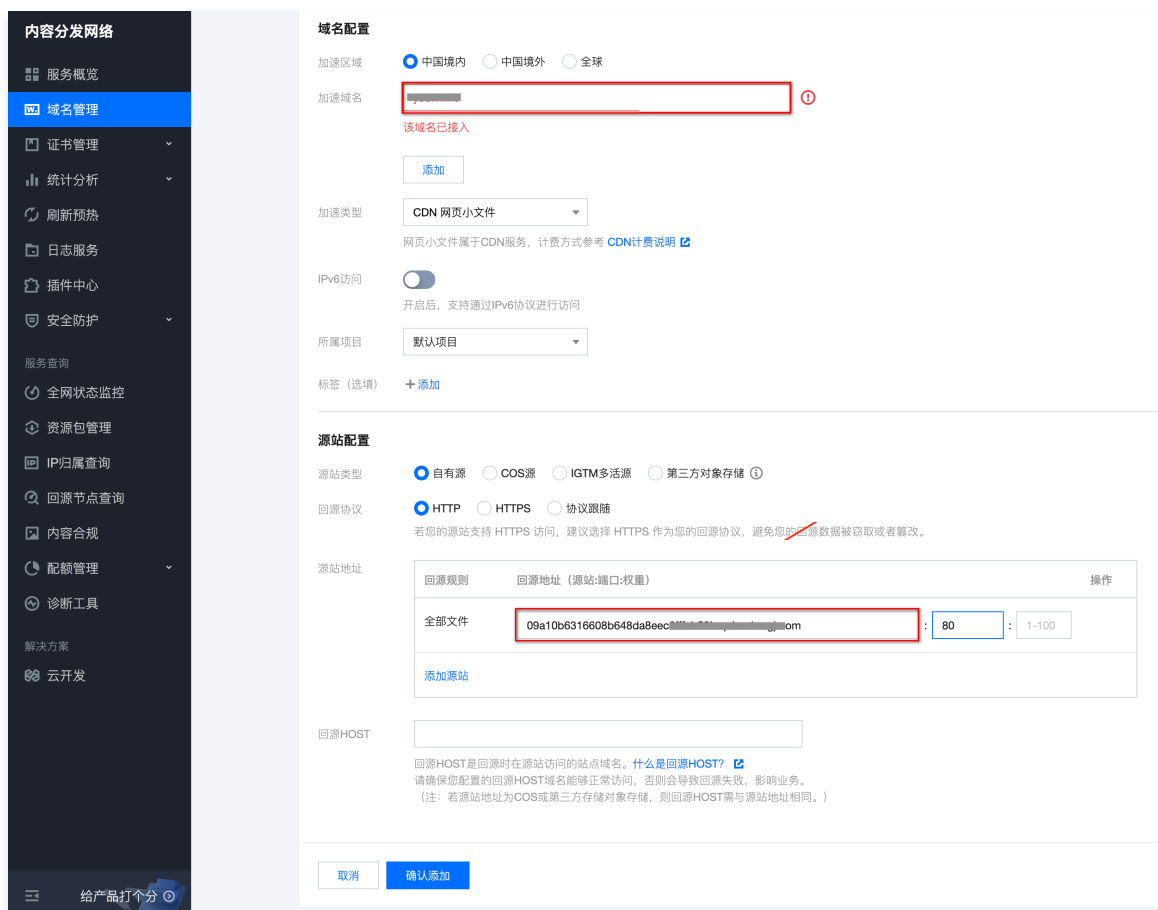 内容分发网络
服务概览
域名管理
证书管理
统计分析
刷新预热
日志服务
插件中心
安全防护
服务查询
全网状态监控
资源包管理
IP归属查询
回源节点查询
内容合规
配额管理
诊断工具
解决方案
云开发
给产品打个分
域名配置
加速区域 中国境内 中国境外 全球
加速域名
该域名已接入
添加
加速类型 CDN 网页小文件
网页小文件属于CDN服务，计费方式参考 CDN计费说明
IPv6访问
开启后，支持通过IPv6协议进行访问
所属项目 默认项目
标签（选填） 添加
源站配置
源站类型 自有源 COS源 IGTM多活源 第三方对象存储
回源协议 HTTP HTTPS 协议跟随
若您的源站支持 HTTPS 访问，建议选择 HTTPS 作为您的回源协议，避免您的回源数据被窃取或者篡改。
源站地址 回源规则 回源地址（源站:端口:权重） 操作
全部文件 09a10b6316608b648da8eec om : 80 : 1-100
添加源站
回源HOST
回源HOST是回源时在源站访问的站点域名。什么是回源HOST?
请确保您配置的回源HOST域名能够正常访问，否则会导致回源失败，影响业务。
（注：若源站地址为COS或第三方存储对象存储，则回源HOST需与源站地址相同。）
取消 确认添加